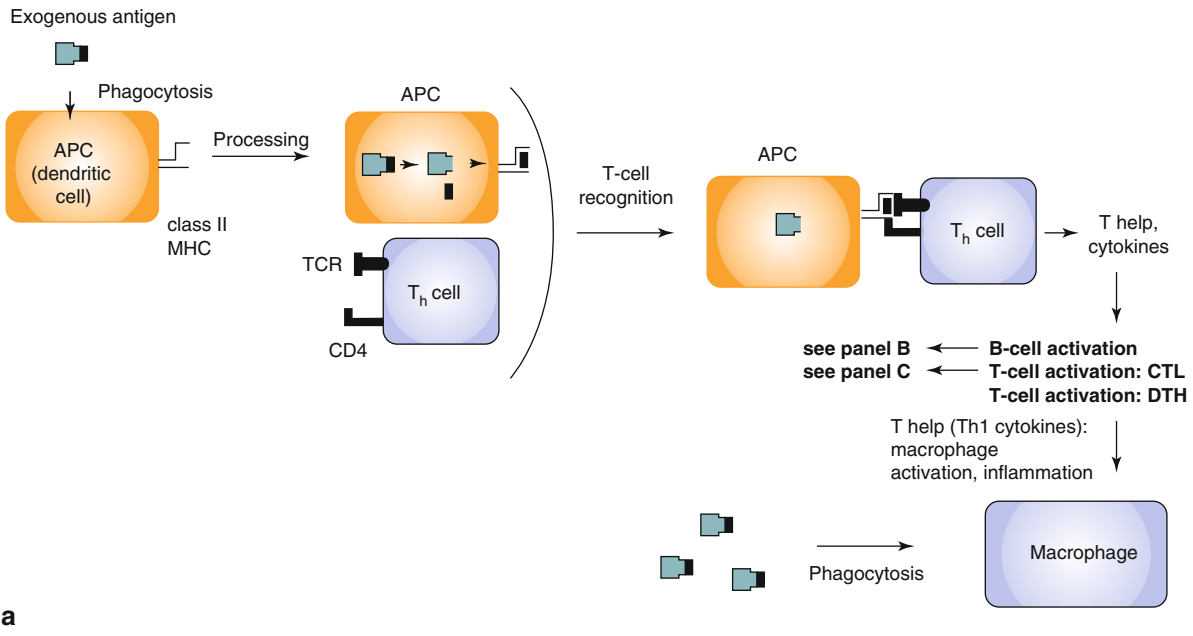 Exogenous antigen
Phagocytosis
APC
(dendritic
cell)
class II
MHC
Processing
APC
TCR
Th cell
CD4
T-cell
recognition
APC
Th cell
T help,
cytokines
see panel B
B-cell activation
see panel C
T-cell activation: CTL
T-cell activation: DTH
T help (Th1 cytokines):
macrophage
activation, inflammation
Phagocytosis
Macrophage
a